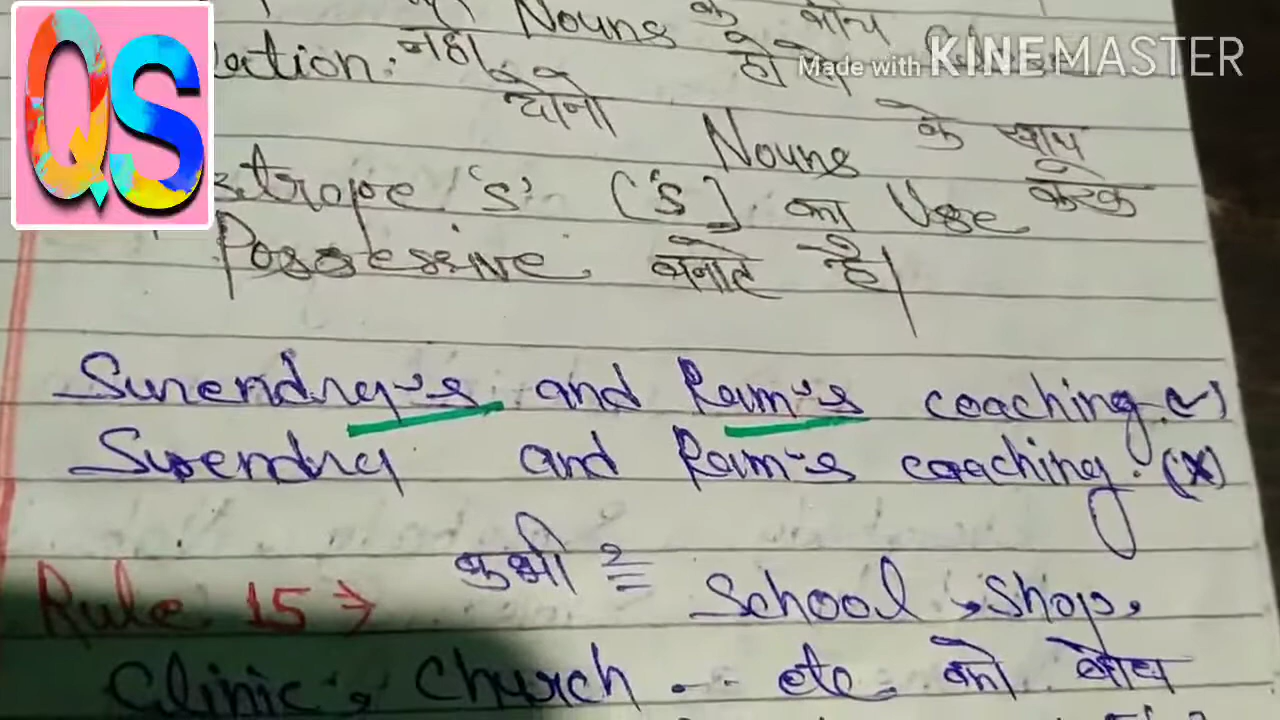 QS
Made with KINEMASTER
Nouns के बीच
lation. नहीं हो तो
दोनो Nouns के साथ
strope 's' ['s] का Use करके
Possessive बनाते है।
Surendra's and Ram's coaching. (✓)
Surendra and Ram's coaching. (x)
Rule 15 → कभी = School, Shop,
Clinic, Church... etc. को बोध